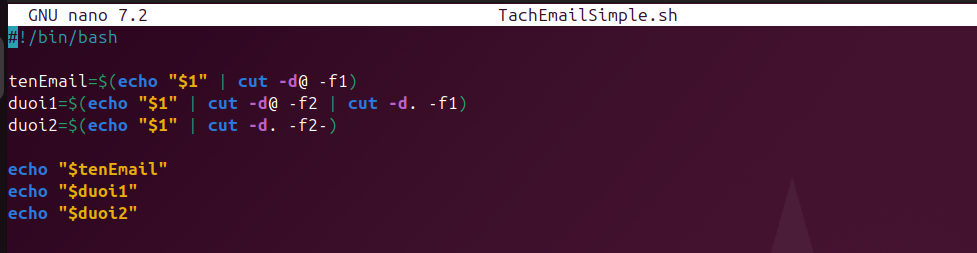 GNU nano 7.2 TachEmailSimple.sh
#!/bin/bash
tenEmail=$(echo "$1" | cut -d@ -f1)
duoi1=$(echo "$1" | cut -d@ -f2 | cut -d. -f1)
duoi2=$(echo "$1" | cut -d. -f2-)
echo "$tenEmail"
echo "$duoi1"
echo "$duoi2"